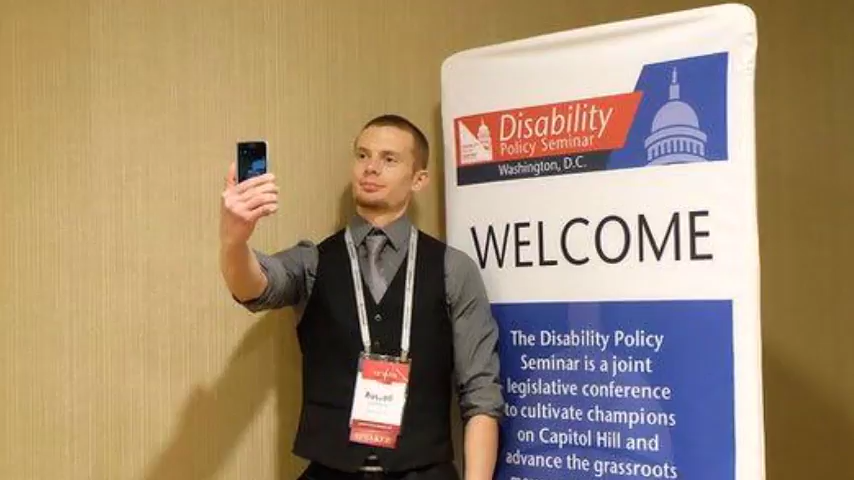 Disability
Policy Seminar
Washington, D.C.
WELCOME
The Disability Policy
Seminar is a joint
legislative conference
to cultivate champions
on Capitol Hill and
advance the grassroots
SPEAKER